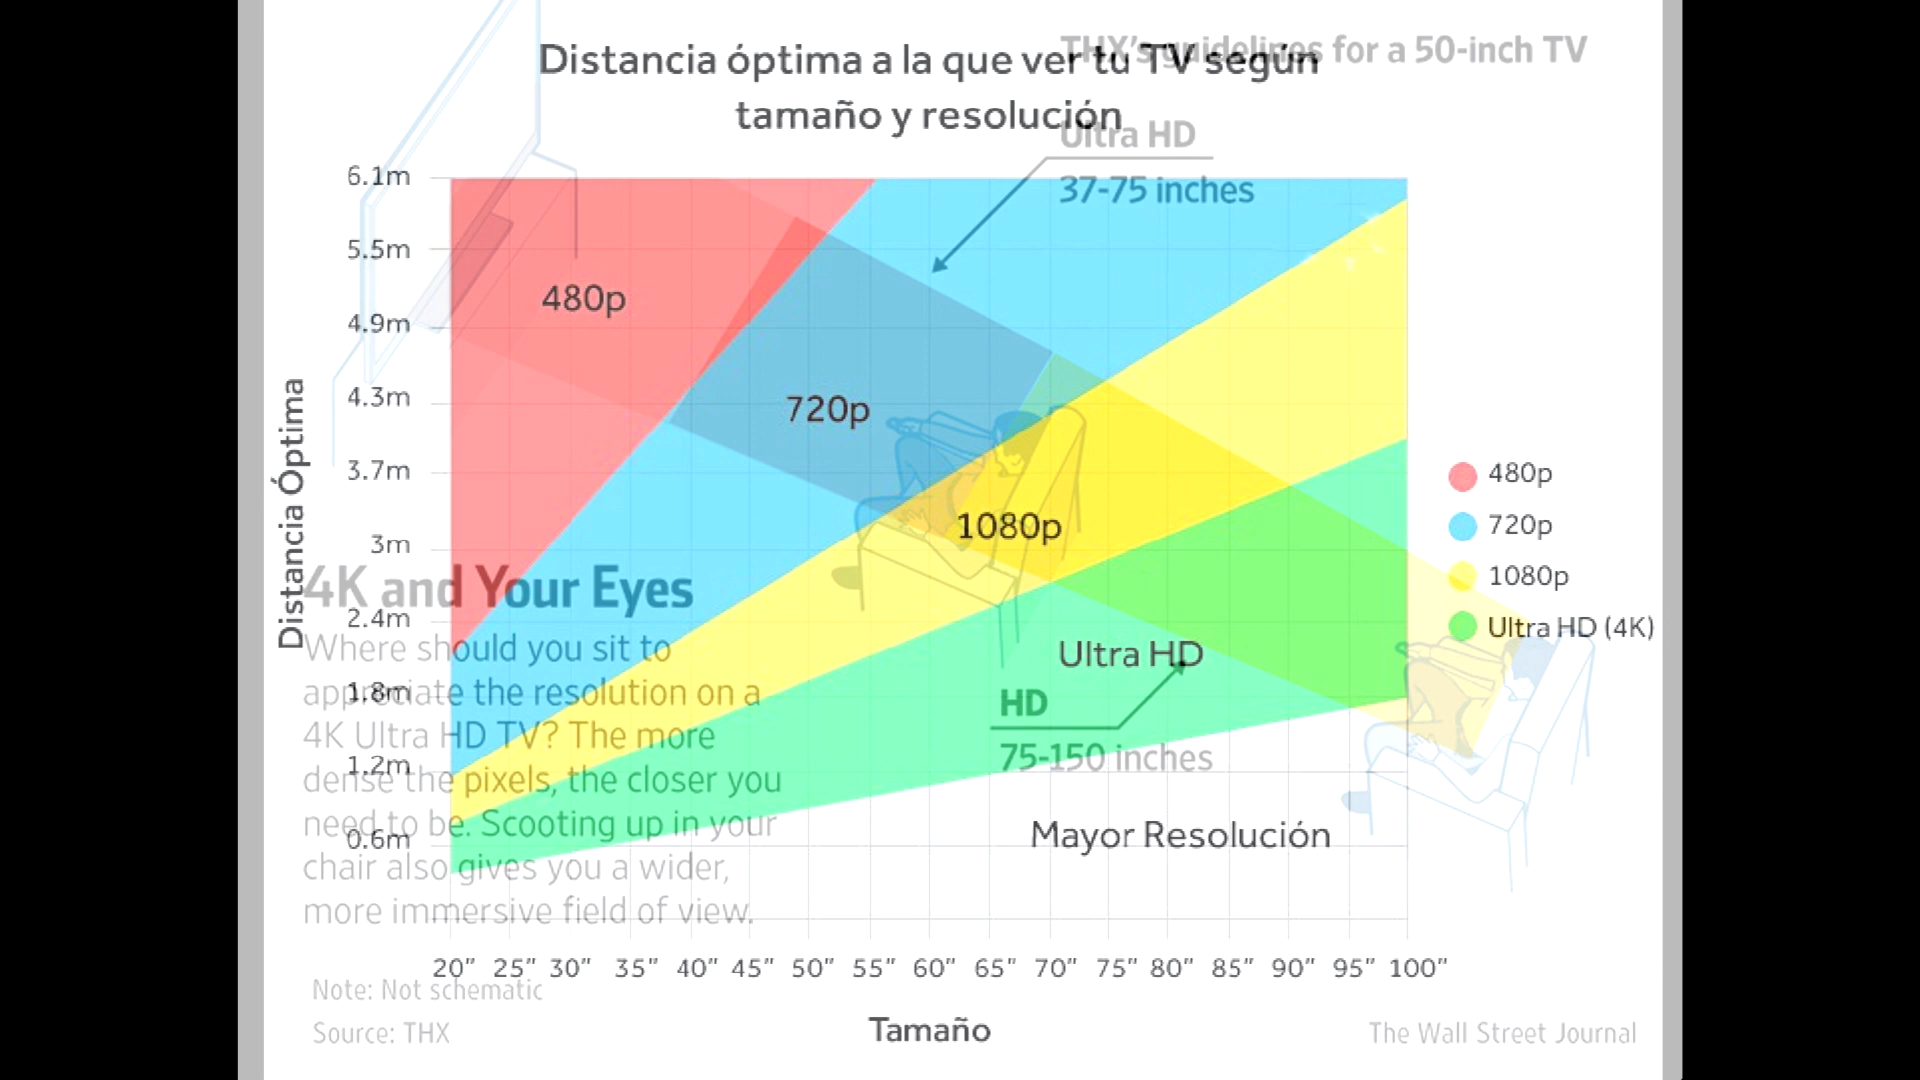 THX's guidelines for a 50-inch TV
Distancia óptima a la que ver tu TV según
tamaño y resolución
Ultra HD
37-75 inches
6.1m
5.5m
4.9m
4.3m
3.7m
3m
2.4m
1.8m
1.2m
0.6m
Distancia Óptima
480p
720p
1080p
Ultra HD
HD
75-150 inches
Mayor Resolución
480p
720p
1080p
Ultra HD (4K)
4K and Your Eyes
Where should you sit to
appreciate the resolution on a
4K Ultra HD TV? The more
dense the pixels, the closer you
need to be. Scooting up in your
chair also gives you a wider,
more immersive field of view.
20" 25" 30" 35" 40" 45" 50" 55" 60" 65" 70" 75" 80" 85" 90" 95" 100"
Tamaño
Note: Not schematic
Source: THX
The Wall Street Journal